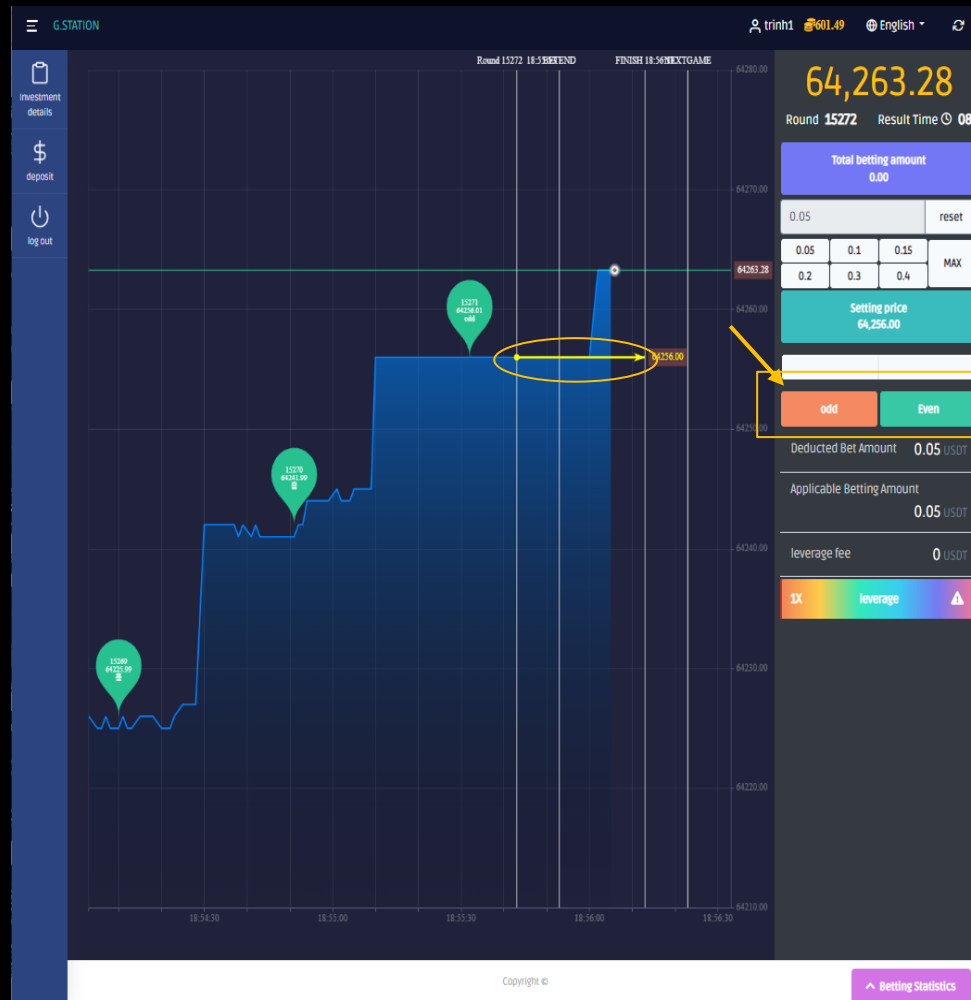 G.STATION
trinh1 601.49 English
Investment
details
deposit
log out
Round 15272
FINISH 18:56
64280.00
64270.00
64263.28
64260.00
64256.00
64250.00
64240.00
64230.00
64220.00
64210.00
15271
64256.01
odd
15270
64241.99
15269
64225.99
18:54:30
18:55:00
18:55:30
18:56:00
18:56:30
64,263.28
Round 15272 Result Time 08
Total betting amount
0.00
0.05 reset
0.05 0.1 0.15
MAX
0.2 0.3 0.4
Setting price
64,256.00
odd Even
Deducted Bet Amount 0.05 USDT
Applicable Betting Amount
0.05 USDT
leverage fee 0 USDT
1X leverage
Copyright ©
Betting Statistics